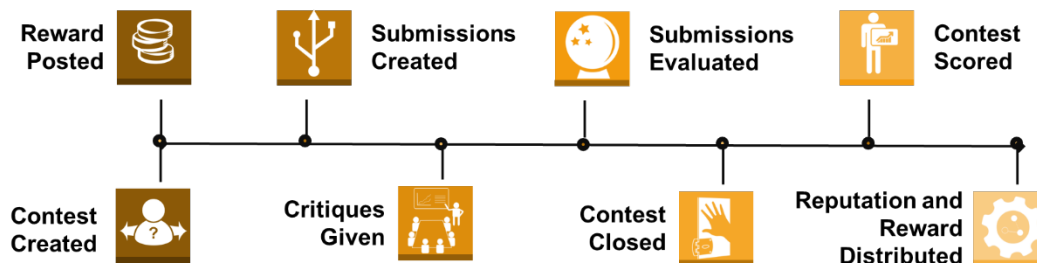 Reward
Posted
Submissions
Created
Submissions
Evaluated
Contest
Scored
Contest
Created
?
Critiques
Given
Contest
Closed
Reputation and
Reward
Distributed